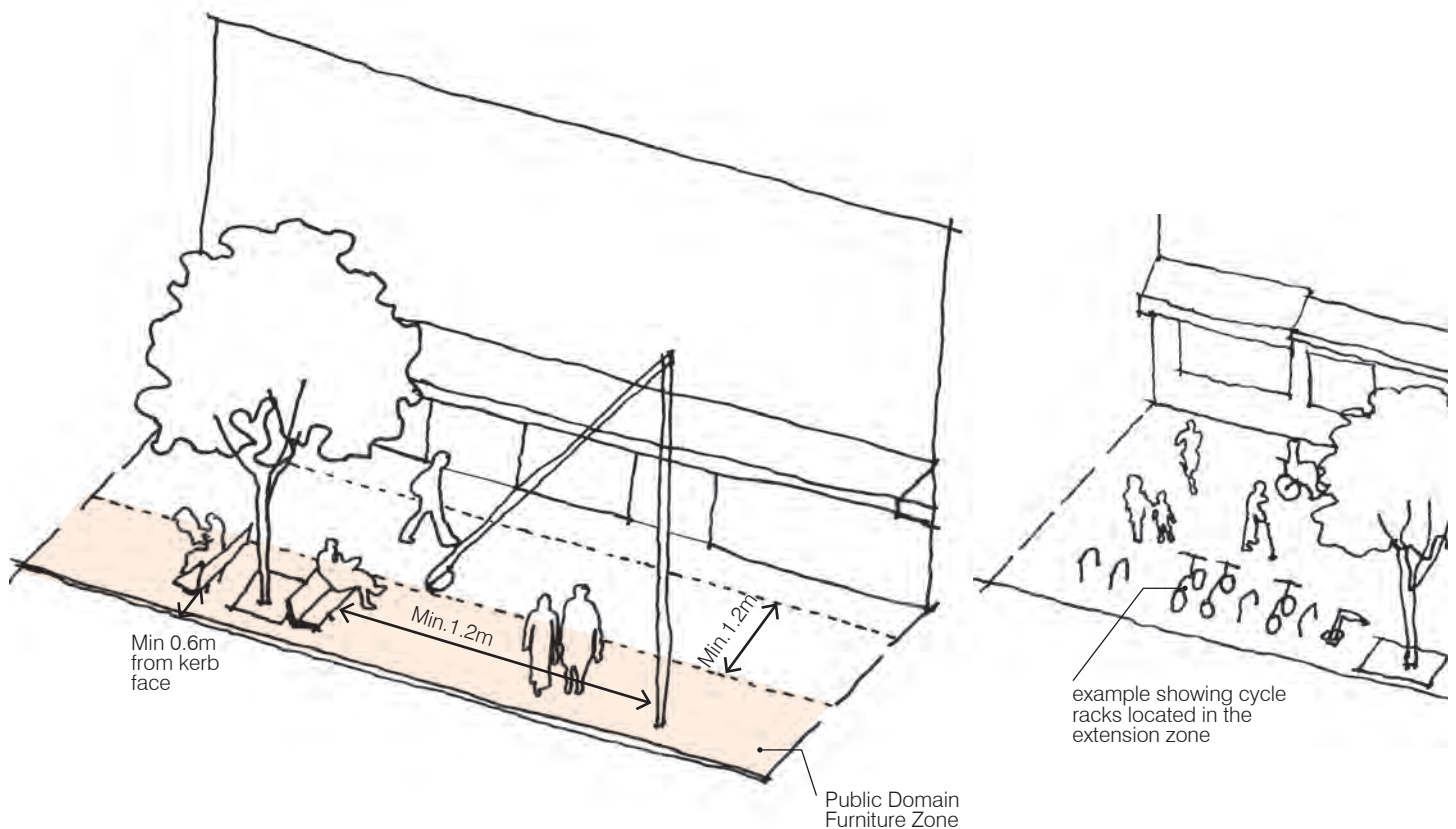 Min 0.6m
from kerb
face
Min.1.2m
Min.1.2m
Public Domain
Furniture Zone
example showing cycle
racks located in the
extension zone